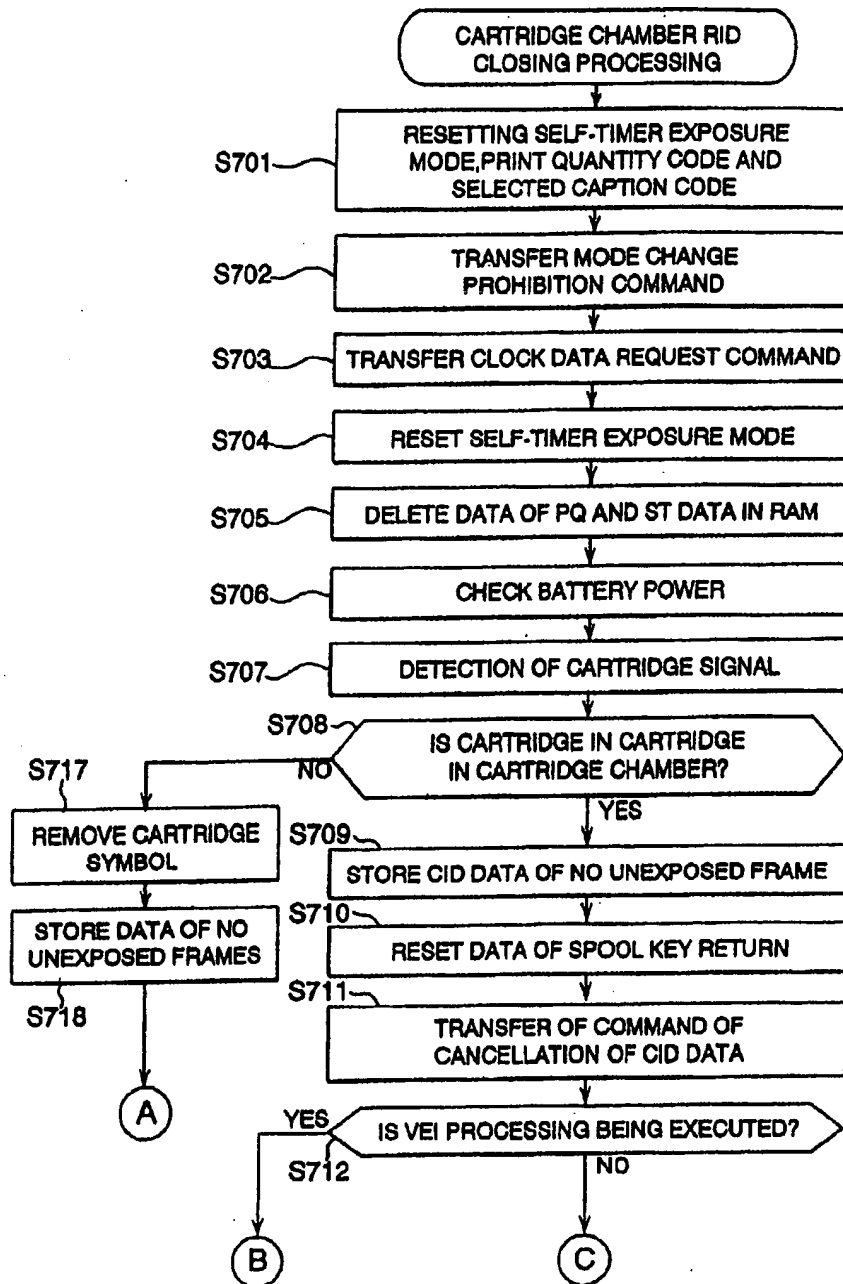 CARTRIDGE CHAMBER RID
CLOSING PROCESSING
S701
RESETTING SELF-TIMER EXPOSURE
MODE,PRINT QUANTITY CODE AND
SELECTED CAPTION CODE
S702
TRANSFER MODE CHANGE
PROHIBITION COMMAND
S703
TRANSFER CLOCK DATA REQUEST COMMAND
S704
RESET SELF-TIMER EXPOSURE MODE
S705
DELETE DATA OF PQ AND ST DATA IN RAM
S706
CHECK BATTERY POWER
S707
DETECTION OF CARTRIDGE SIGNAL
S708
IS CARTRIDGE IN CARTRIDGE
IN CARTRIDGE CHAMBER?
NO
YES
S717
REMOVE CARTRIDGE
SYMBOL
STORE DATA OF NO
UNEXPOSED FRAMES
S718
A
S709
STORE CID DATA OF NO UNEXPOSED FRAME
S710
RESET DATA OF SPOOL KEY RETURN
S711
TRANSFER OF COMMAND OF
CANCELLATION OF CID DATA
YES
IS VEI PROCESSING BEING EXECUTED?
S712
NO
B
C